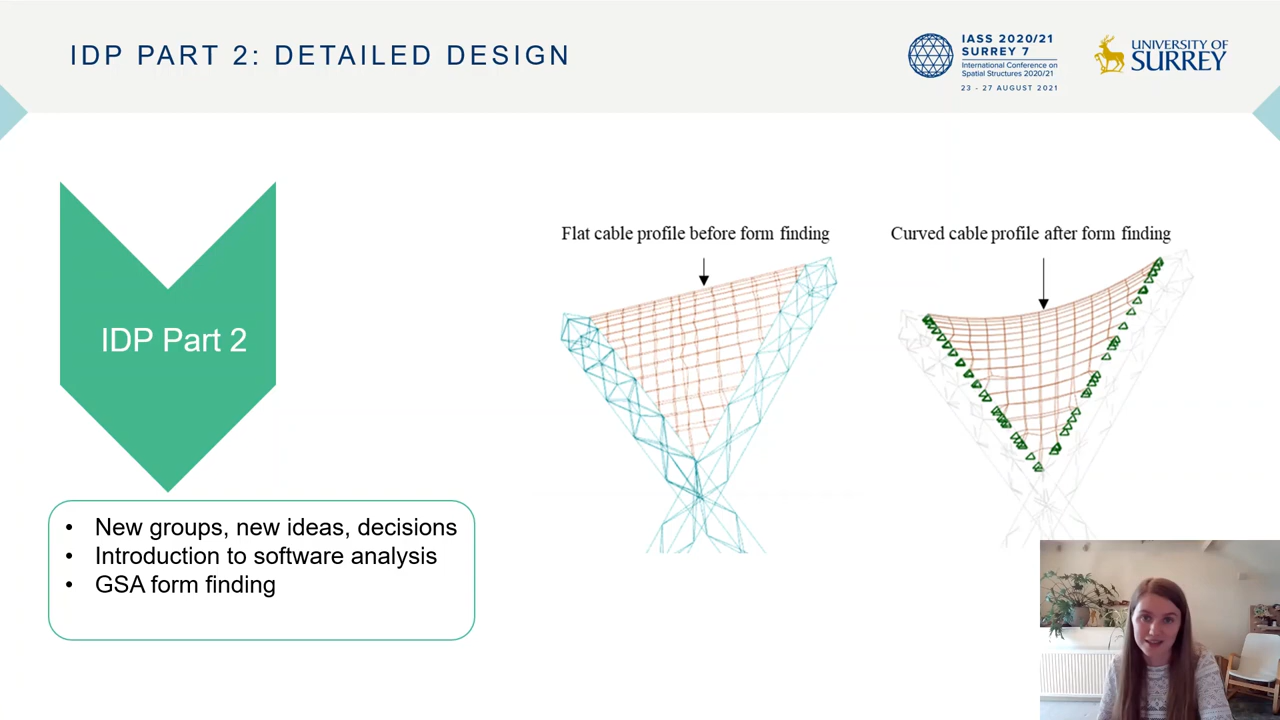 IDP PART 2: DETAILED DESIGN
IASS 2020/21
SURREY 7
International Conference on
Spatial Structures 2020/21
23 - 27 AUGUST 2021
UNIVERSITY OF
SURREY
Flat cable profile before form finding
Curved cable profile after form finding
IDP Part 2
• New groups, new ideas, decisions
• Introduction to software analysis
• GSA form finding